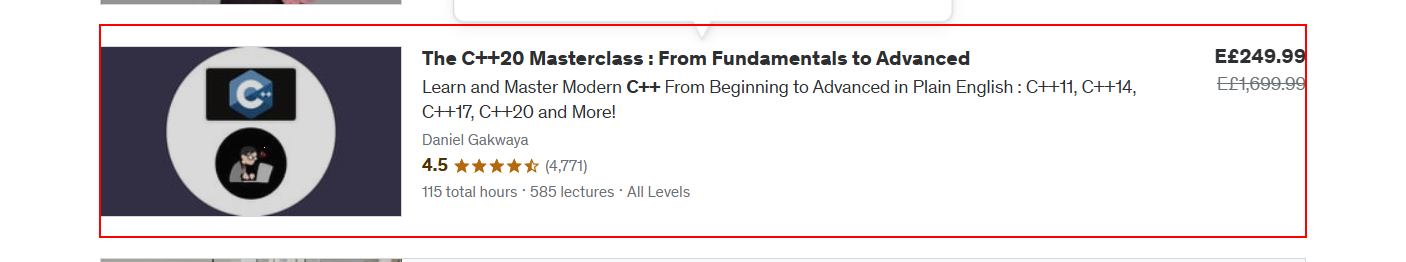 The C++20 Masterclass : From Fundamentals to Advanced
E£249.99
Learn and Master Modern C++ From Beginning to Advanced in Plain English : C++11, C++14,
E£1,699.99
C++17, C++20 and More!
Daniel Gakwaya
4.5 (4,771)
115 total hours · 585 lectures · All Levels
C++